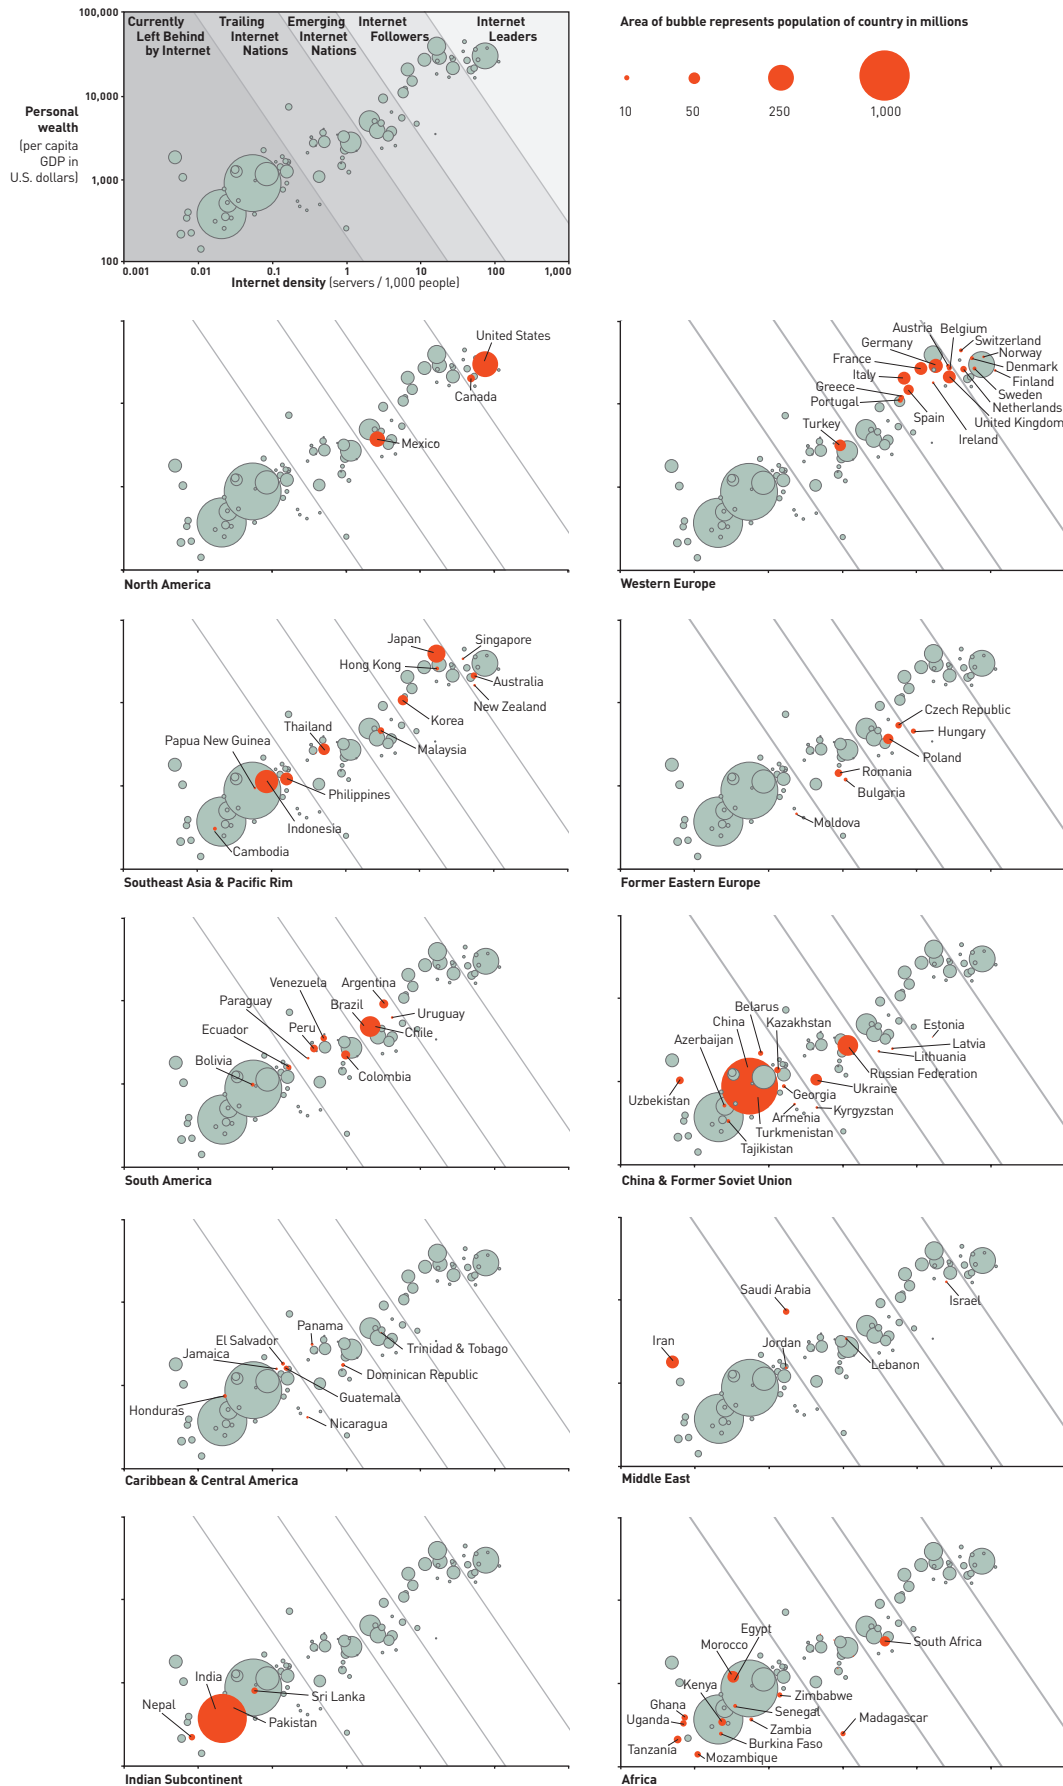 100,000
10,000
1,000
100
Currently
Left Behind
by Internet
Trailing
Internet
Nations
Emerging
Internet
Nations
Internet
Followers
Internet
Leaders
Personal
wealth
(per capita
GDP in
U.S. dollars)
0.001
0.01
0.1
1
10
100
1,000
Internet density (servers / 1,000 people)
Area of bubble represents population of country in millions
10
50
250
1,000
United States
Canada
Mexico
North America
Austria
Belgium
Germany
Switzerland
France
Norway
Italy
Denmark
Greece
Finland
Portugal
Sweden
Netherlands
Turkey
Spain
United Kingdom
Ireland
Western Europe
Japan
Singapore
Hong Kong
Australia
New Zealand
Korea
Thailand
Papua New Guinea
Malaysia
Philippines
Indonesia
Cambodia
Southeast Asia & Pacific Rim
Czech Republic
Hungary
Poland
Romania
Bulgaria
Moldova
Former Eastern Europe
Venezuela
Argentina
Paraguay
Brazil
Uruguay
Ecuador
Peru
Chile
Bolivia
Colombia
South America
Belarus
China
Kazakhstan
Estonia
Azerbaijan
Latvia
Lithuania
Russian Federation
Uzbekistan
Ukraine
Georgia
Armenia
Kyrgyzstan
Turkmenistan
Tajikistan
China & Former Soviet Union
Panama
El Salvador
Trinidad & Tobago
Jamaica
Dominican Republic
Guatemala
Honduras
Nicaragua
Caribbean & Central America
Saudi Arabia
Israel
Iran
Jordan
Lebanon
Middle East
India
Sri Lanka
Nepal
Pakistan
Indian Subcontinent
Egypt
Morocco
South Africa
Kenya
Zimbabwe
Ghana
Senegal
Uganda
Madagascar
Zambia
Tanzania
Burkina Faso
Mozambique
Africa